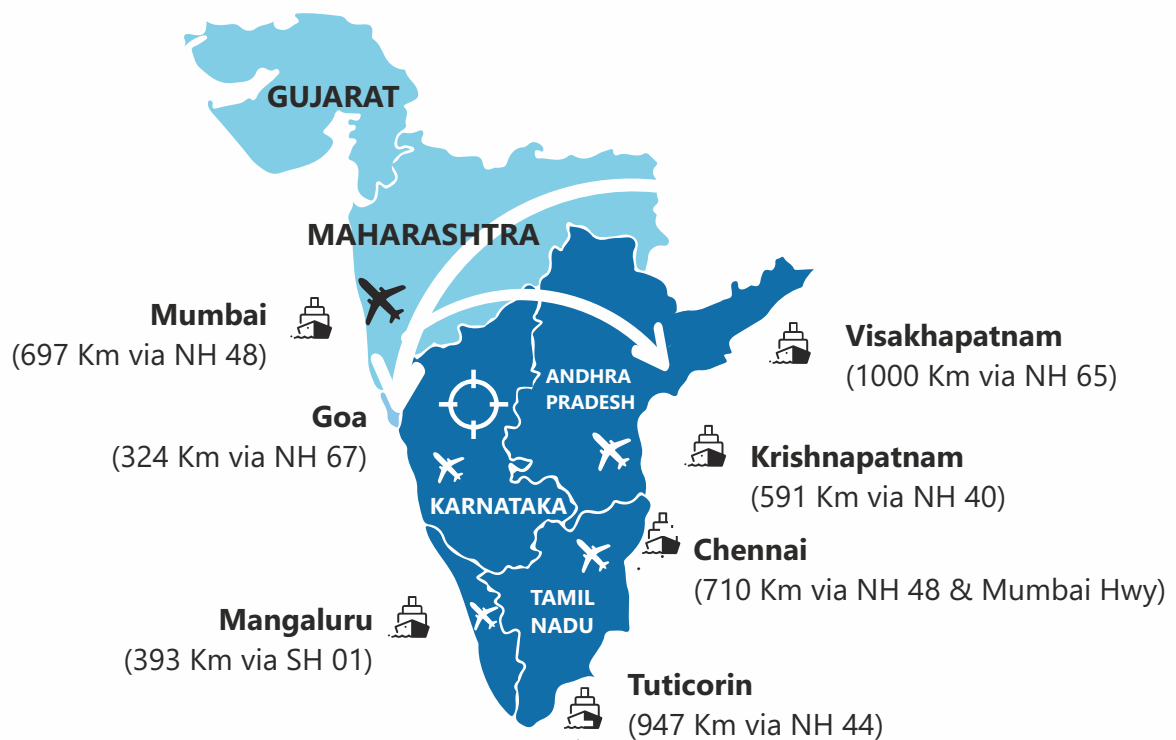 GUJARAT
MAHARASHTRA
Mumbai
(697 Km via NH 48)
Visakhapatnam
(1000 Km via NH 65)
ANDHRA
PRADESH
Goa
(324 Km via NH 67)
Krishnapatnam
(591 Km via NH 40)
KARNATAKA
Chennai
(710 Km via NH 48 & Mumbai Hwy)
TAMIL
NADU
Mangaluru
(393 Km via SH 01)
Tuticorin
(947 Km via NH 44)